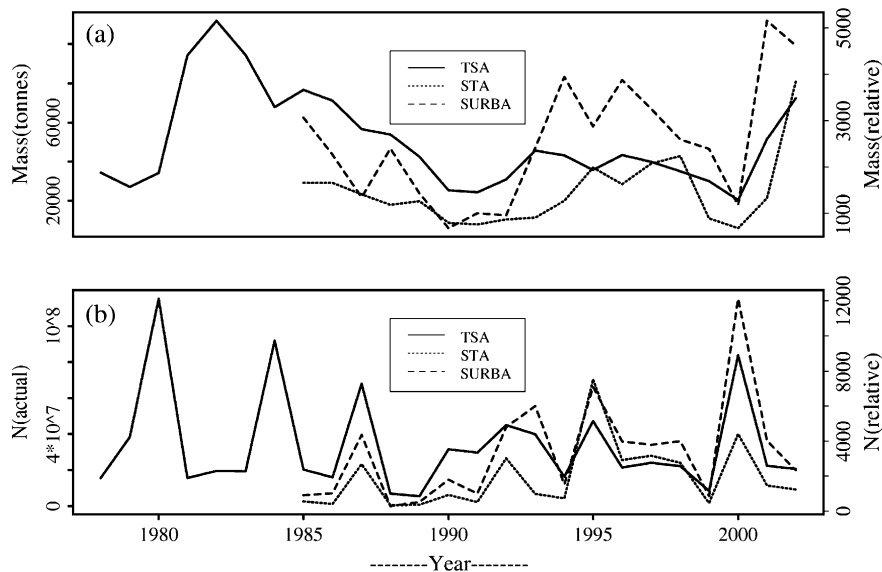 (a)
TSA
STA
SURBA
Mass(tonnes)
20000
60000
Mass(relative)
1000
3000
5000
(b)
TSA
STA
SURBA
N(actual)
0
4*10^7
10^8
N(relative)
0
4000
8000
12000
1980
1985
1990
1995
2000
--------Year--------